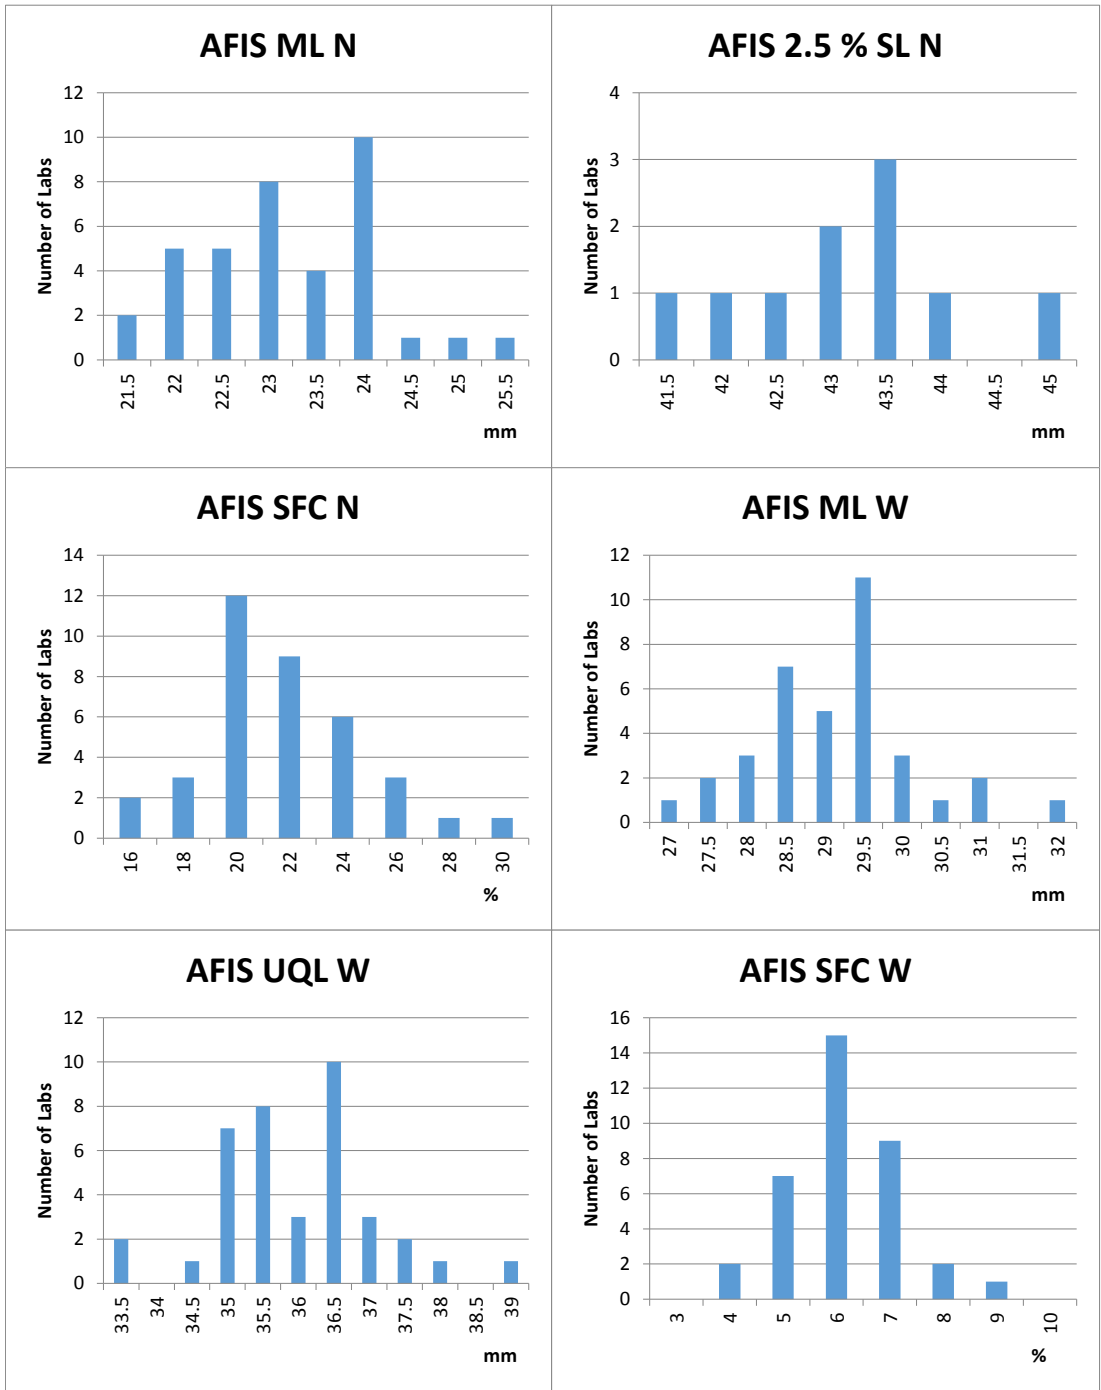 AFIS ML N
12
10
8
6
4
2
0
Number of Labs
21.5 22 22.5 23 23.5 24 24.5 25 25.5
mm
AFIS 2.5 % SL N
4
3
2
1
0
Number of Labs
41.5 42 42.5 43 43.5 44 44.5 45
mm
AFIS SFC N
14
12
10
8
6
4
2
0
Number of Labs
16 18 20 22 24 26 28 30
%
AFIS ML W
12
10
8
6
4
2
0
Number of Labs
27 27.5 28 28.5 29 29.5 30 30.5 31 31.5 32
mm
AFIS UQL W
12
10
8
6
4
2
0
Number of Labs
33.5 34 34.5 35 35.5 36 36.5 37 37.5 38 38.5 39
mm
AFIS SFC W
16
14
12
10
8
6
4
2
0
Number of Labs
3 4 5 6 7 8 9 10
%